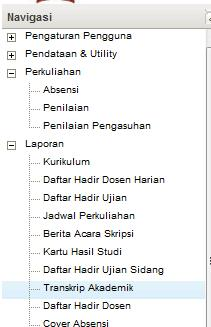 Navigasi
Pengaturan Pengguna
Pendataan & Utility
Perkuliahan
Absensi
Penilaian
Penilaian Pengasuhan
Laporan
Kurikulum
Daftar Hadir Dosen Harian
Daftar Hadir Ujian
Jadwal Perkuliahan
Berita Acara Skripsi
Kartu Hasil Studi
Daftar Hadir Ujian Sidang
Transkrip Akademik
Daftar Hadir Dosen
Cover Absensi